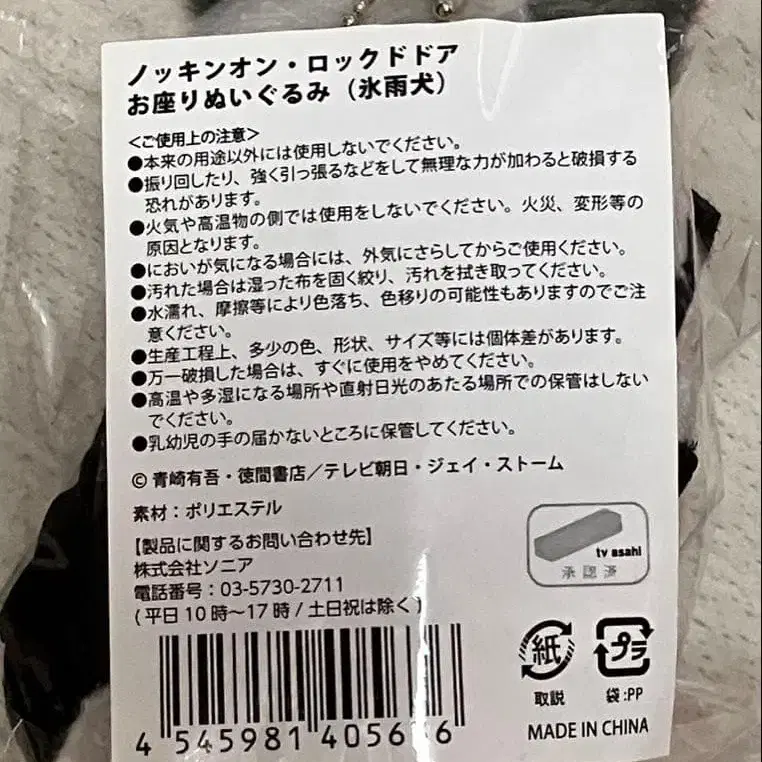 ノッキンオン・ロックドドア
お座りぬいぐるみ（氷雨犬）
＜ご使用上の注意＞
●本来の用途以外には使用しないでください。
●振り回したり、強く引っ張るなどをして無理な力が加わると破損する
恐れがあります。
●火気や高温物の側では使用をしないでください。火災、変形等の
原因となります。
●においが気になる場合には、外気にさらしてからご使用ください。
●汚れた場合は湿った布を固く絞り、汚れを拭き取ってください。
●水濡れ、摩擦等により色落ち、色移りの可能性もありますのでご注
意ください。
●生産工程上、多少の色、形状、サイズ等には個体差があります。
●万一破損した場合は、すぐに使用をやめてください。
●高温や多湿になる場所や直射日光のあたる場所での保管はしない
でください。
●乳幼児の手の届かないところに保管してください。
© 青崎有吾・徳間書店／テレビ朝日・ジェイ・ストーム
素材：ポリエステル
【製品に関するお問い合わせ先】
株式会社ソニア
電話番号：03-5730-2711
（平日10時〜17時/土日祝は除く）
tv asahi
承認済
紙
プラ
取説
袋:PP
MADE IN CHINA
4 545981 405656